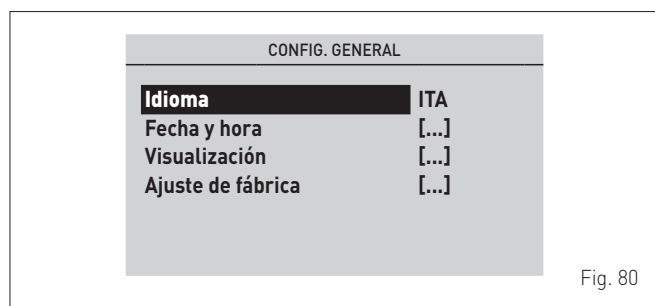 CONFIG. GENERAL
Idioma ITA
Fecha y hora [...]
Visualización [...]
Ajuste de fábrica [...]
Fig. 80